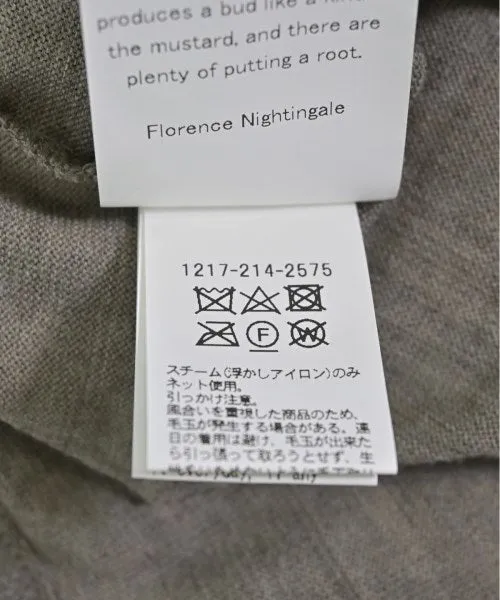 produces a bud like a
the mustard, and there are
plenty of putting a root.
Florence Nightingale
1217-214-2575
F
W
スチーム(浮かしアイロン)のみ
ネット使用。
引っかけ注意。
風合いを重視した商品のため、
毛玉が発生する場合がある。連
日の着用は避け、毛玉が出来た
ら引っ張って取ろうとせず、生